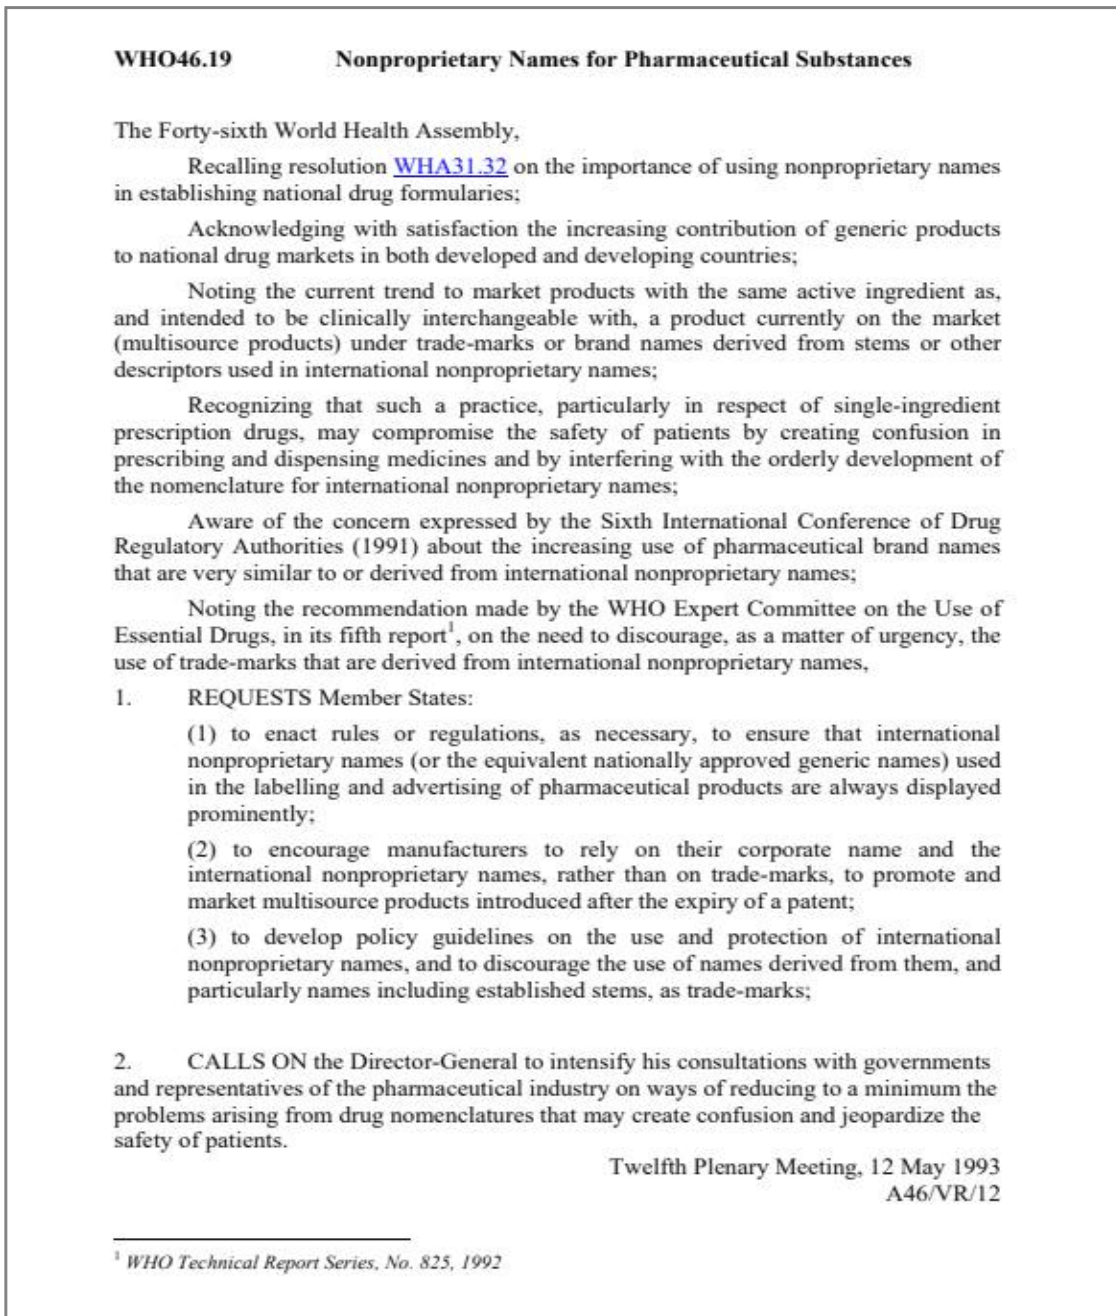 WHO46.19 Nonproprietary Names for Pharmaceutical Substances
The Forty-sixth World Health Assembly,
Recalling resolution WHA31.32 on the importance of using nonproprietary names
in establishing national drug formularies;
Acknowledging with satisfaction the increasing contribution of generic products
to national drug markets in both developed and developing countries;
Noting the current trend to market products with the same active ingredient as,
and intended to be clinically interchangeable with, a product currently on the market
(multisource products) under trade-marks or brand names derived from stems or other
descriptors used in international nonproprietary names;
Recognizing that such a practice, particularly in respect of single-ingredient
prescription drugs, may compromise the safety of patients by creating confusion in
prescribing and dispensing medicines and by interfering with the orderly development of
the nomenclature for international nonproprietary names;
Aware of the concern expressed by the Sixth International Conference of Drug
Regulatory Authorities (1991) about the increasing use of pharmaceutical brand names
that are very similar to or derived from international nonproprietary names;
Noting the recommendation made by the WHO Expert Committee on the Use of
Essential Drugs, in its fifth report1, on the need to discourage, as a matter of urgency, the
use of trade-marks that are derived from international nonproprietary names,
1. REQUESTS Member States:
(1) to enact rules or regulations, as necessary, to ensure that international
nonproprietary names (or the equivalent nationally approved generic names) used
in the labelling and advertising of pharmaceutical products are always displayed
prominently;
(2) to encourage manufacturers to rely on their corporate name and the
international nonproprietary names, rather than on trade-marks, to promote and
market multisource products introduced after the expiry of a patent;
(3) to develop policy guidelines on the use and protection of international
nonproprietary names, and to discourage the use of names derived from them, and
particularly names including established stems, as trade-marks;
2. CALLS ON the Director-General to intensify his consultations with governments
and representatives of the pharmaceutical industry on ways of reducing to a minimum the
problems arising from drug nomenclatures that may create confusion and jeopardize the
safety of patients.
Twelfth Plenary Meeting, 12 May 1993
A46/VR/12
1 WHO Technical Report Series, No. 825, 1992